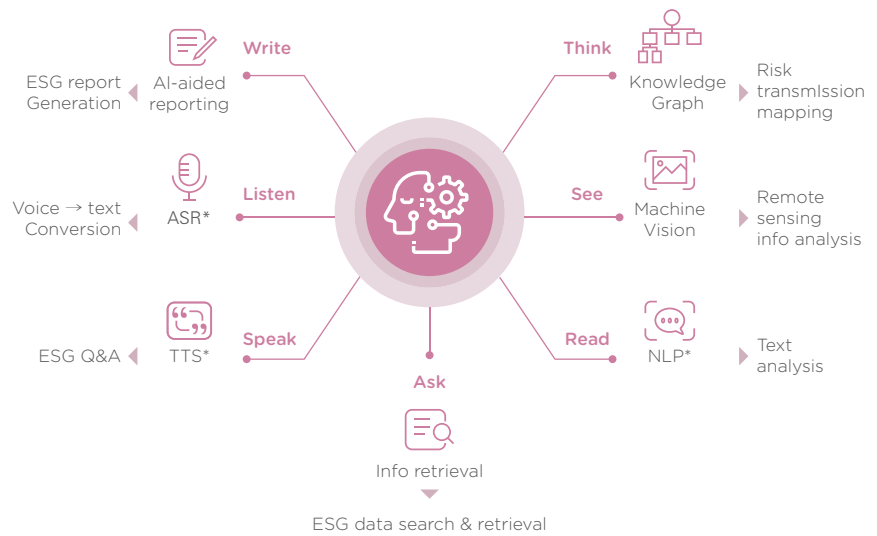 Write
AI-aided
reporting
ESG report
Generation
Listen
ASR*
Voice → text
Conversion
Speak
TTS*
ESG Q&A
Think
Knowledge
Graph
Risk
transmIssion
mapping
See
Machine
Vision
Remote
sensing
info analysis
Read
NLP*
Text
analysis
Ask
Info retrieval
ESG data search & retrieval